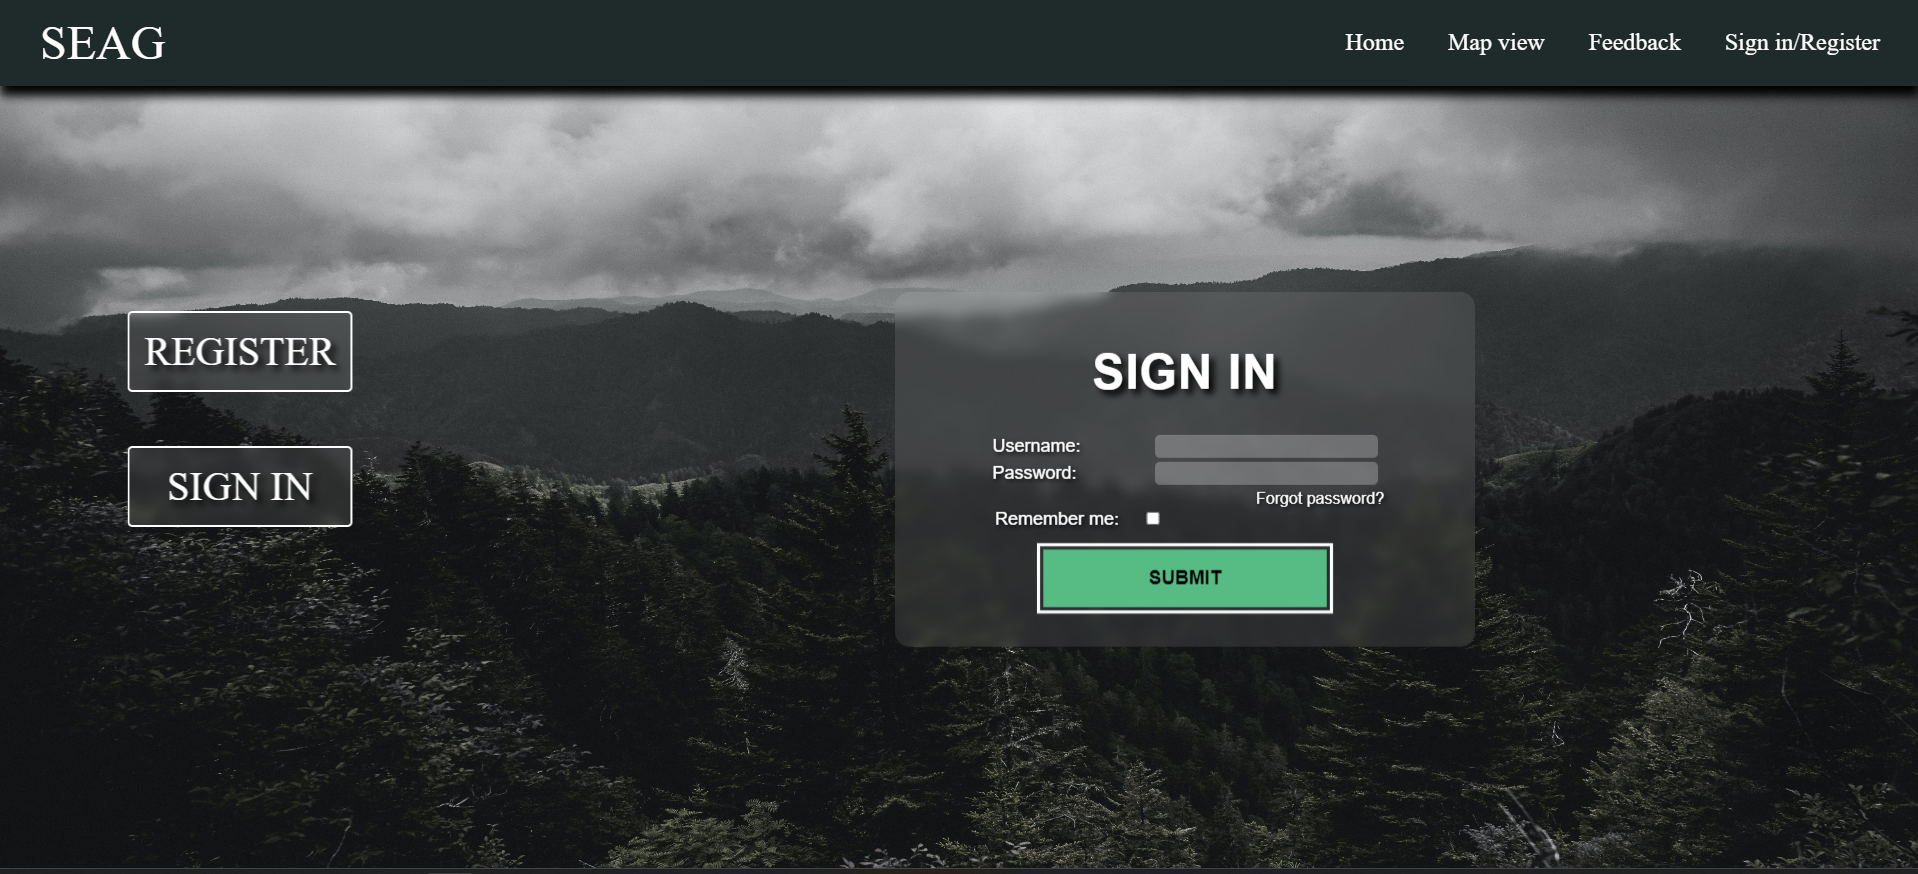 SEAG
Home Map view Feedback Sign in/Register
REGISTER
SIGN IN
SIGN IN
Username:
Password:
Forgot password?
Remember me:
SUBMIT